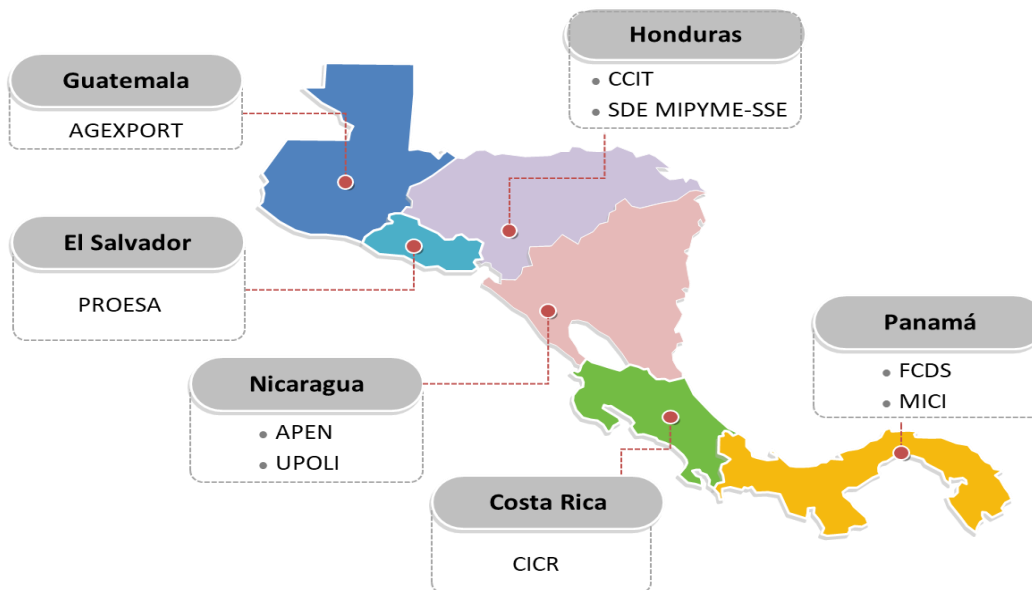 Honduras
CCIT
SDE MIPYME-SSE
Guatemala
AGEXPORT
El Salvador
PROESA
Nicaragua
APEN
UPOLI
Panamá
FCDS
MICI
Costa Rica
CICR